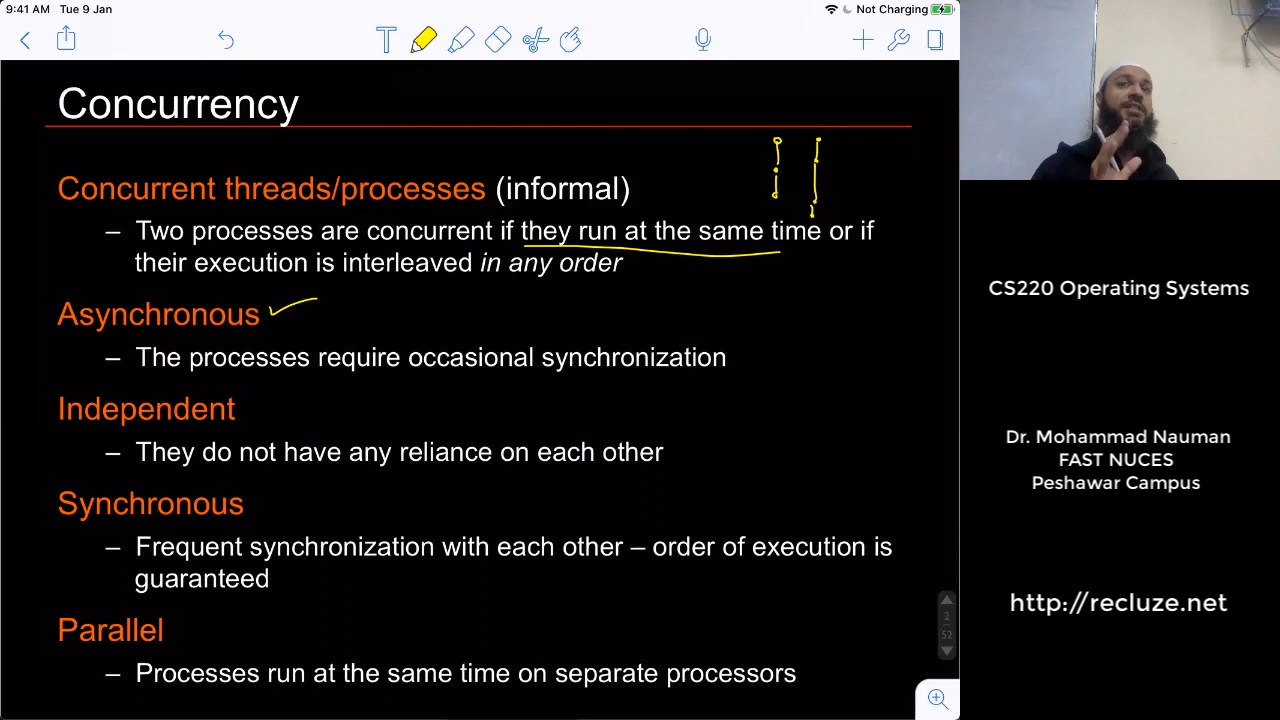 9:41 AM Tue 9 Jan
Not Charging
T
Concurrency
Concurrent threads/processes (informal)
– Two processes are concurrent if they run at the same time or if
their execution is interleaved in any order
Asynchronous
– The processes require occasional synchronization
Independent
– They do not have any reliance on each other
Synchronous
– Frequent synchronization with each other – order of execution is
guaranteed
Parallel
– Processes run at the same time on separate processors
2
52
CS220 Operating Systems
Dr. Mohammad Nauman
FAST NUCES
Peshawar Campus
http://recluze.net